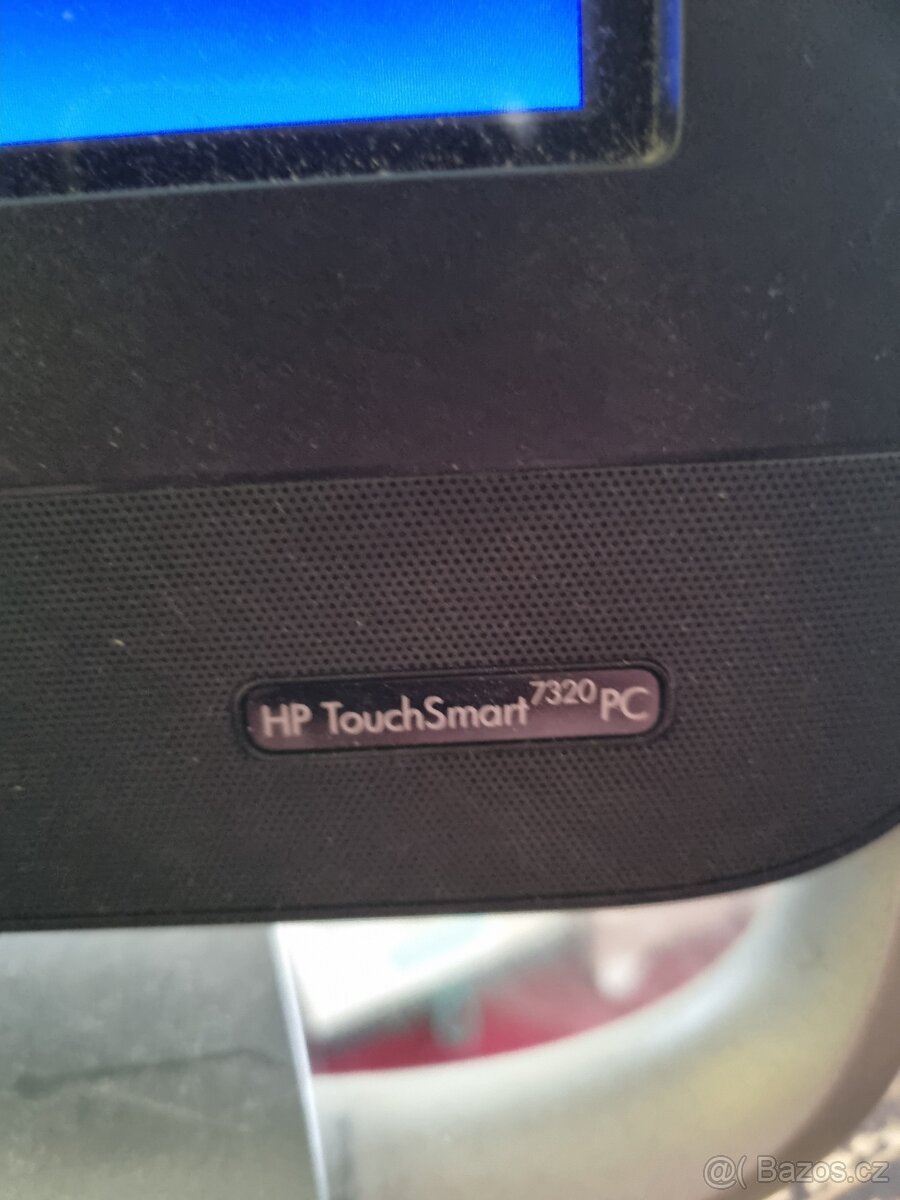 HP TouchSmart 7320 PC
@( Bazos.cz